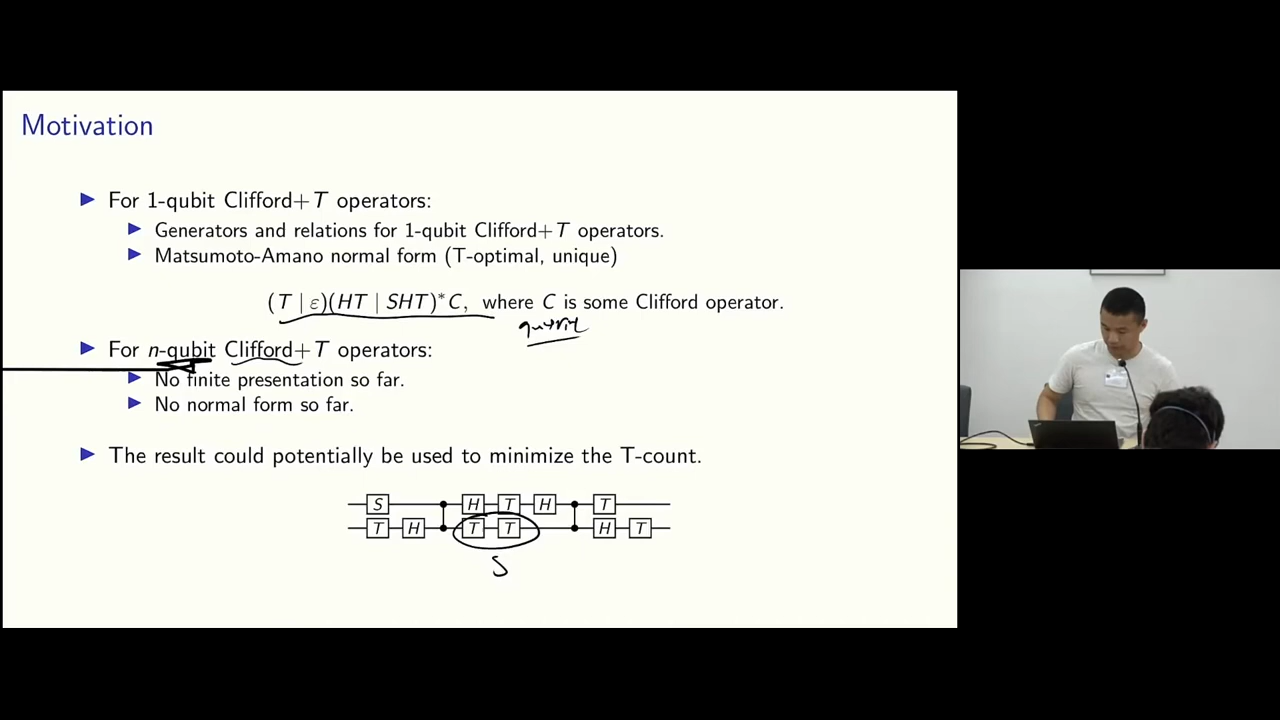 Motivation
▶ For 1-qubit Clifford+T operators:
▶ Generators and relations for 1-qubit Clifford+T operators.
▶ Matsumoto-Amano normal form (T-optimal, unique)
(T | ε)(HT | SHT)*C, where C is some Clifford operator.
qutrit
▶ For n-qubit Clifford+T operators:
▶ No finite presentation so far.
▶ No normal form so far.
▶ The result could potentially be used to minimize the T-count.
S H T H T
T H T T H T
S